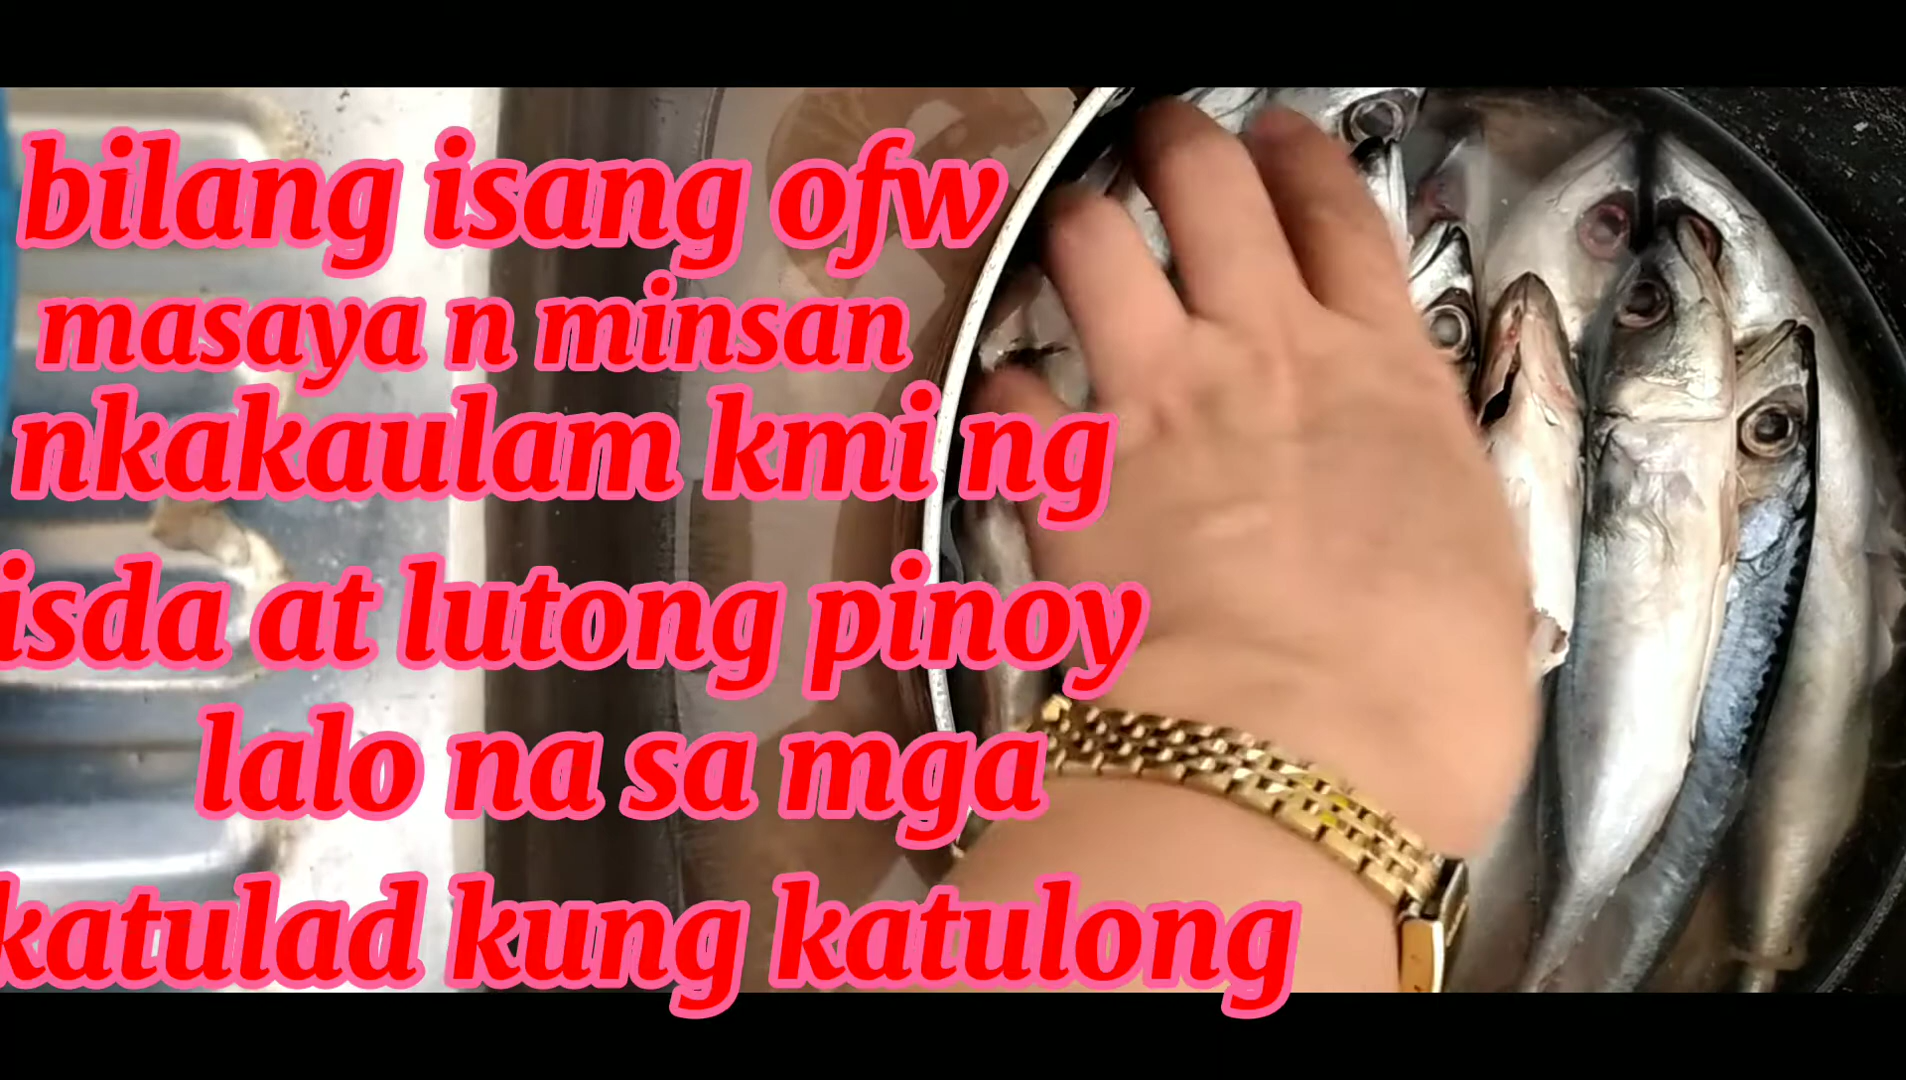 bilang isang ofw
masaya n minsan
nkakaulam kmi ng
isda at lutong pinoy
lalo na sa mga
katulad kung katulong